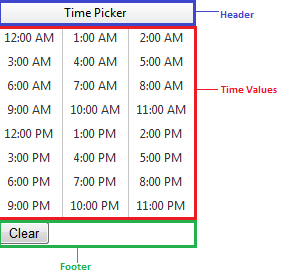 Time Picker
Header
12:00 AM 1:00 AM 2:00 AM
3:00 AM 4:00 AM 5:00 AM
6:00 AM 7:00 AM 8:00 AM
Time Values
9:00 AM 10:00 AM 11:00 AM
12:00 PM 1:00 PM 2:00 PM
3:00 PM 4:00 PM 5:00 PM
6:00 PM 7:00 PM 8:00 PM
9:00 PM 10:00 PM 11:00 PM
Clear
Footer